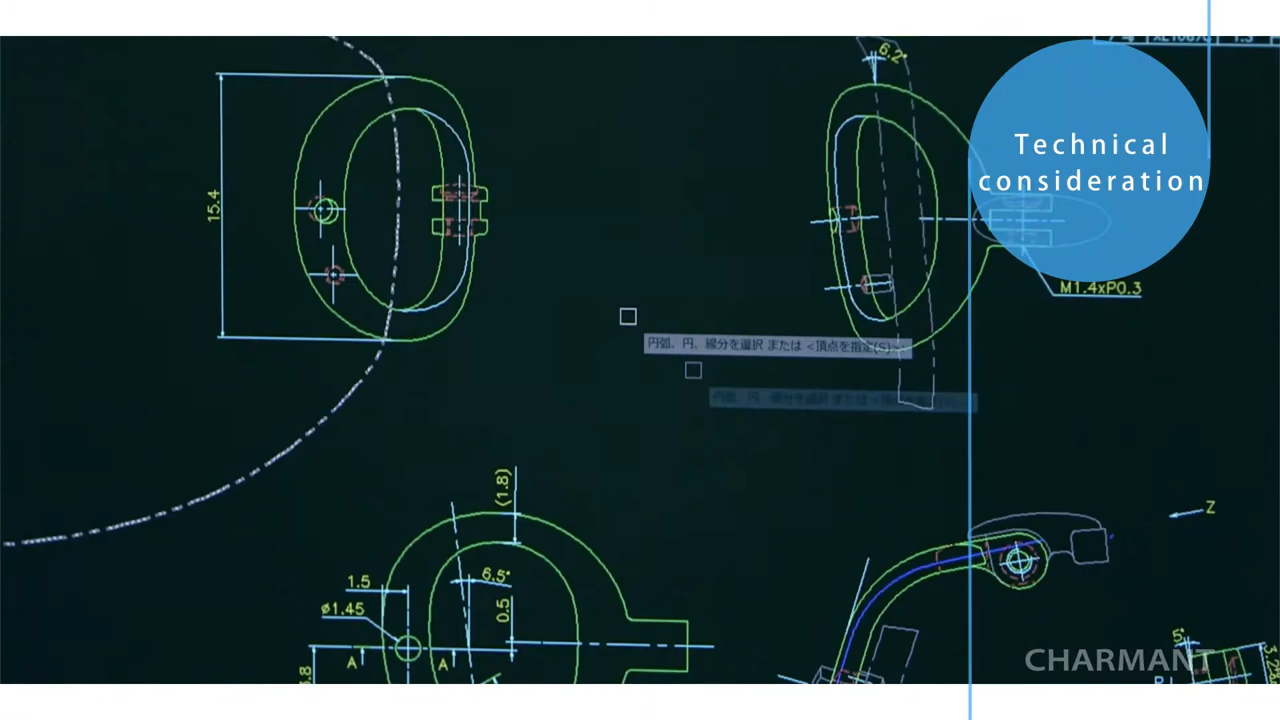 6.2°
Technical
consideration
15.4
M1.4xP0.3
円弧、円、線分を選択 または <頂点を指定(S)>:
Z
(1.8)
6.5°
1.5
0.5
ø1.45
A
A
5°
CHARMANT